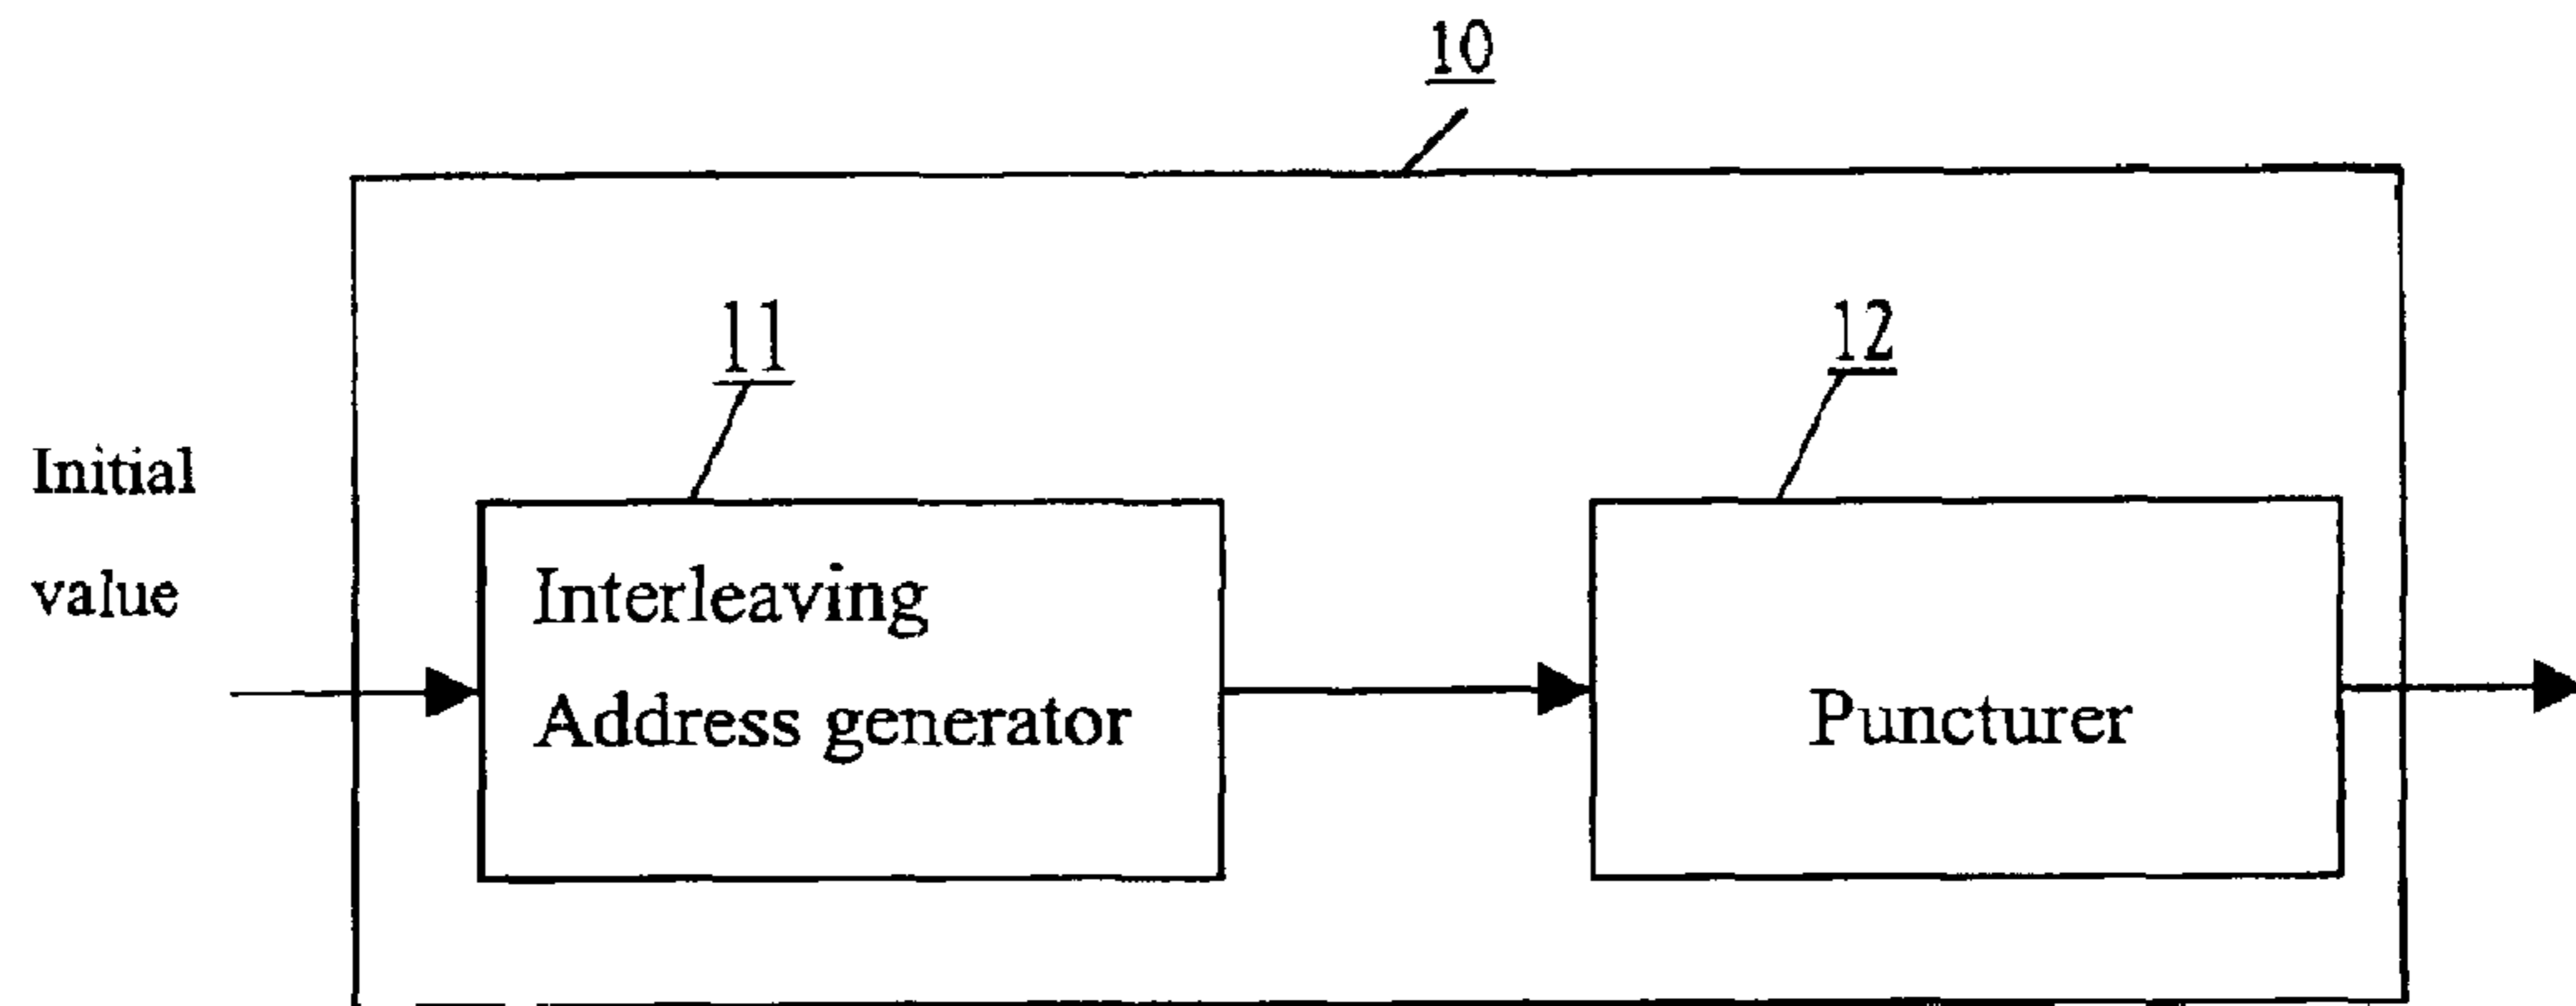 10
11
12
Initial
value
Interleaving
Address generator
Puncturer